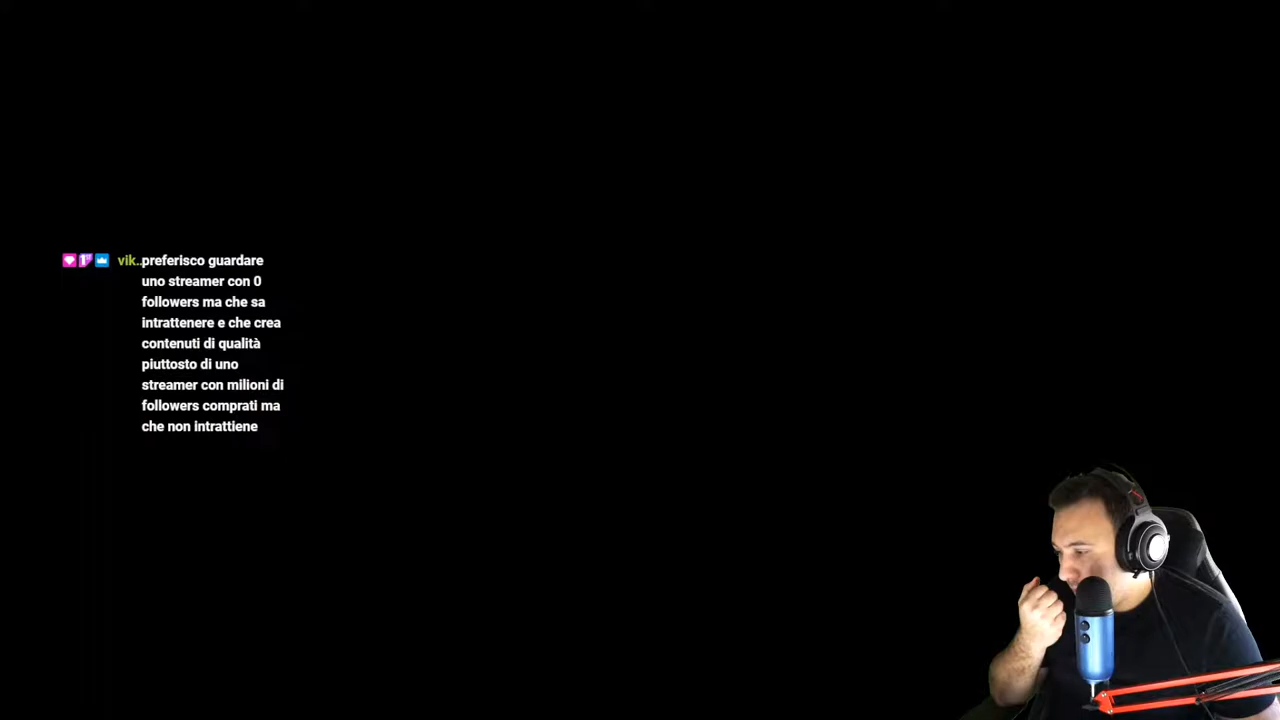 vik..preferisco guardare
uno streamer con 0
followers ma che sa
intrattenere e che crea
contenuti di qualità
piuttosto di uno
streamer con milioni di
followers comprati ma
che non intrattiene